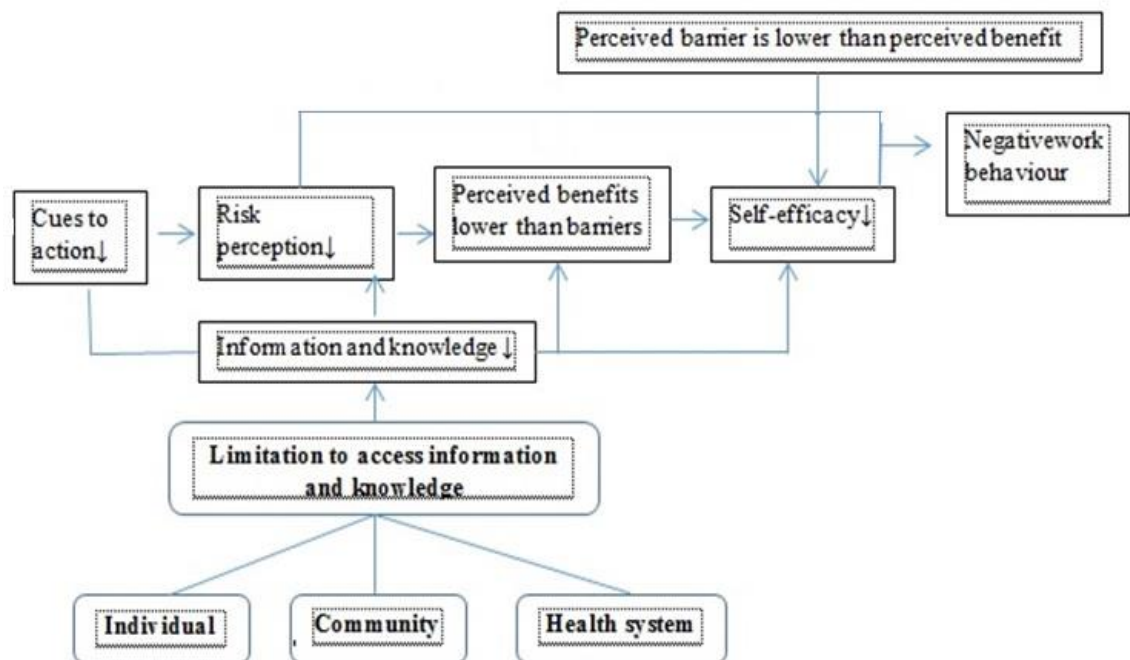 Perceived barrier is lower than perceived benefit
Negativework
behaviour
Cues to
action↓
Risk
perception↓
Perceived benefits
lower than barriers
Self-efficacy↓
Information and knowledge ↓
Limitation to access information
and knowledge
Individual
Community
Health system